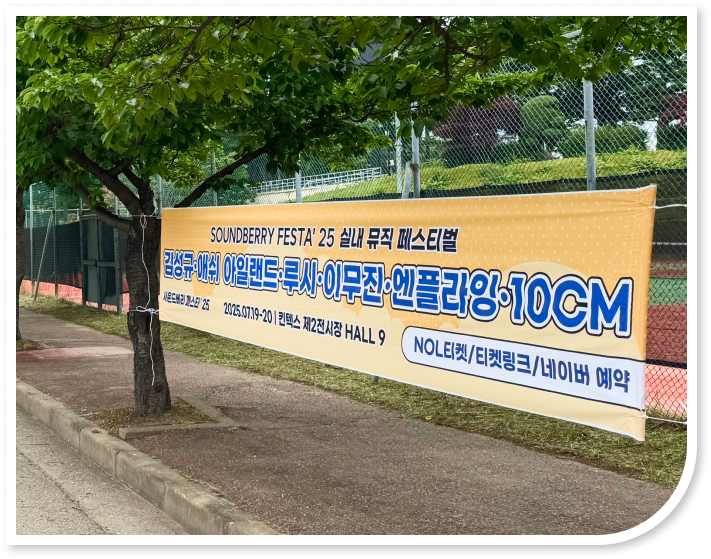 SOUNDBERRY FESTA' 25 실내 뮤직 페스티벌
김성규·애쉬 아일랜드·루시·이무진·엔플라잉·10CM
사운드베리 페스타' 25 2025.07.19-20 | 킨텍스 제2전시장 HALL 9
NOL티켓/티켓링크/네이버 예약